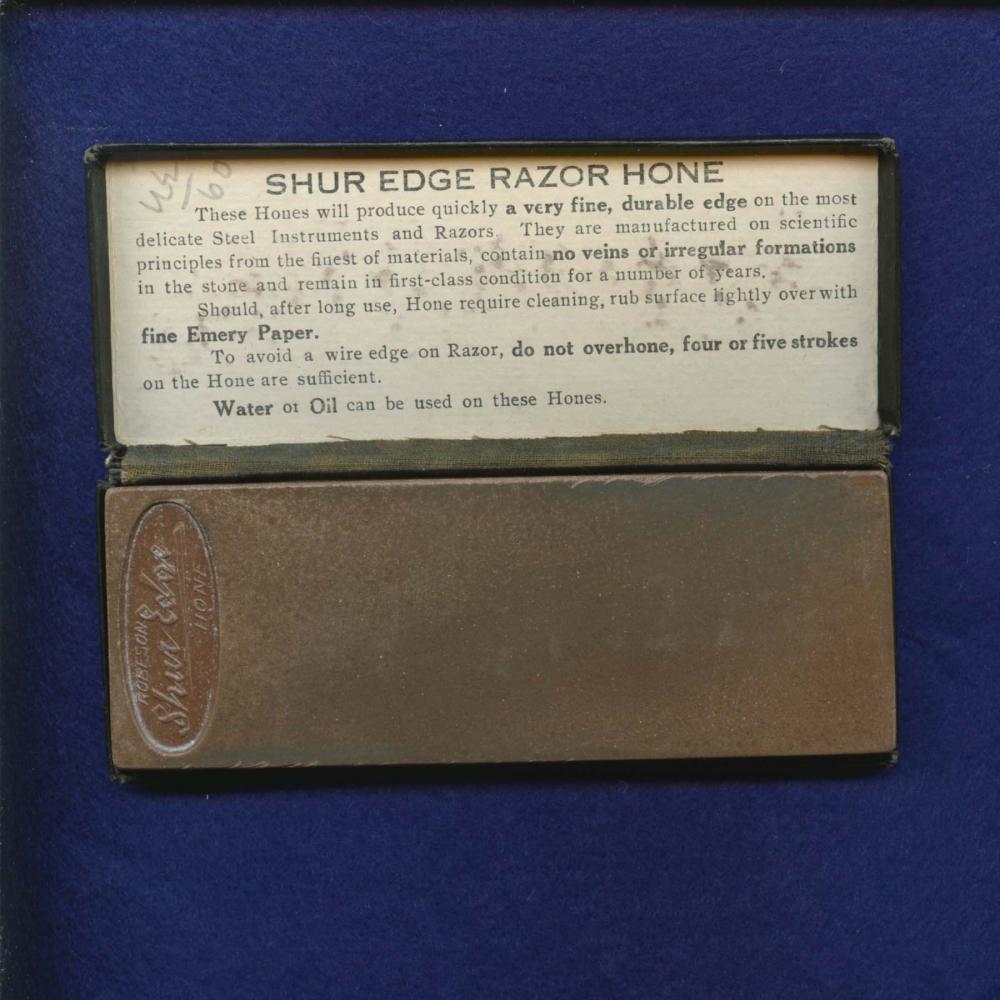 SHUR EDGE RAZOR HONE
These Hones will produce quickly a very fine, durable edge on the most
delicate Steel Instruments and Razors. They are manufactured on scientific
principles from the finest of materials, contain no veins or irregular formations
in the stone and remain in first-class condition for a number of years.
Should, after long use, Hone require cleaning, rub surface lightly over with
fine Emery Paper.
To avoid a wire edge on Razor, do not overhone, four or five strokes
on the Hone are sufficient.
Water or Oil can be used on these Hones.
ROBESON
Shur Edge
HONE